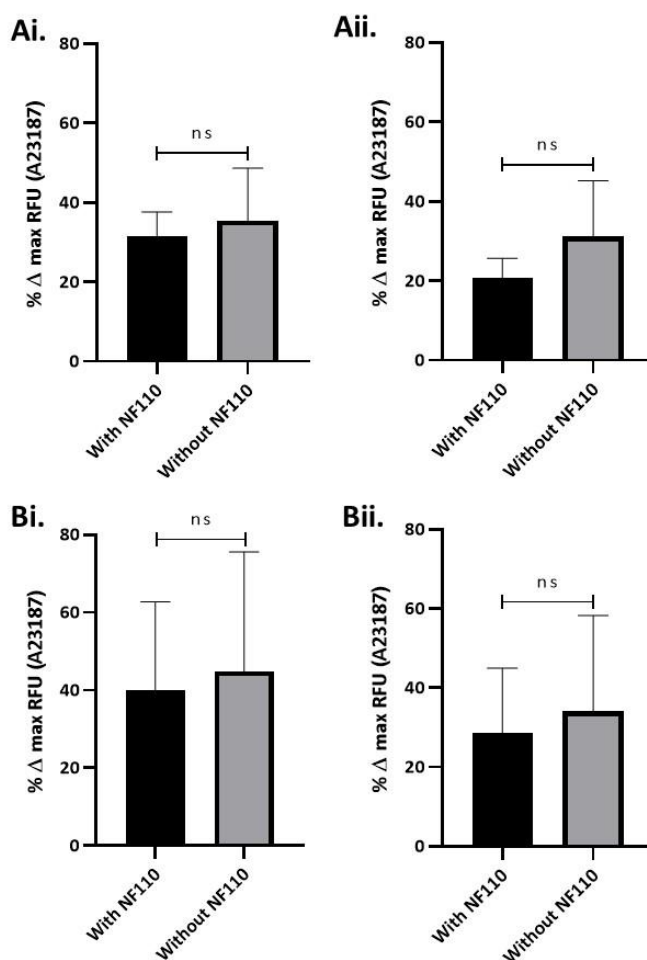 Ai.
% Δ max RFU (A23187)
80
60
40
20
0
ns
With NF110
Without NF110
Aii.
% Δ max RFU (A23187)
80
60
40
20
0
ns
With NF110
Without NF110
Bi.
% Δ max RFU (A23187)
80
60
40
20
0
ns
With NF110
Without NF110
Bii.
% Δ max RFU (A23187)
80
60
40
20
0
ns
With NF110
Without NF110